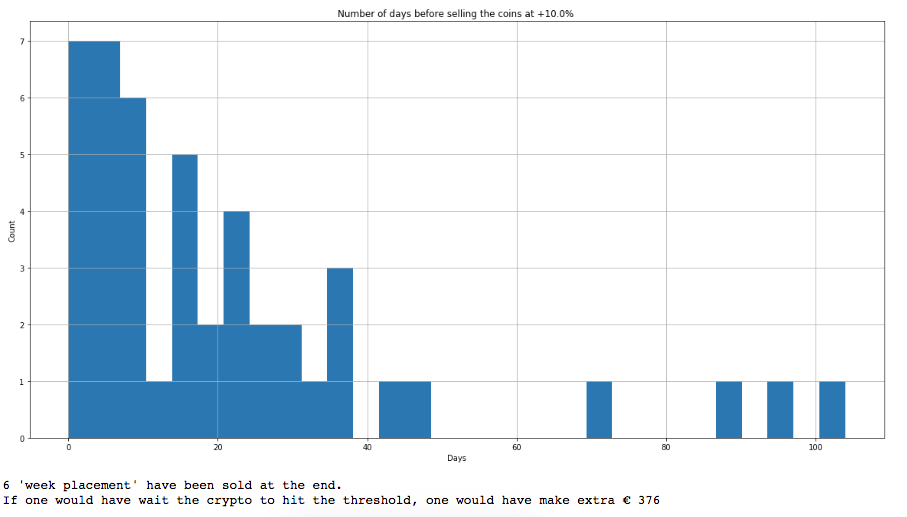 Number of days before selling the coins at +10.0%
7
6
5
4
3
2
1
0
Count
0 20 40 60 80 100
Days
6 'week placement' have been sold at the end.
If one would have wait the crypto to hit the threshold, one would have make extra € 376